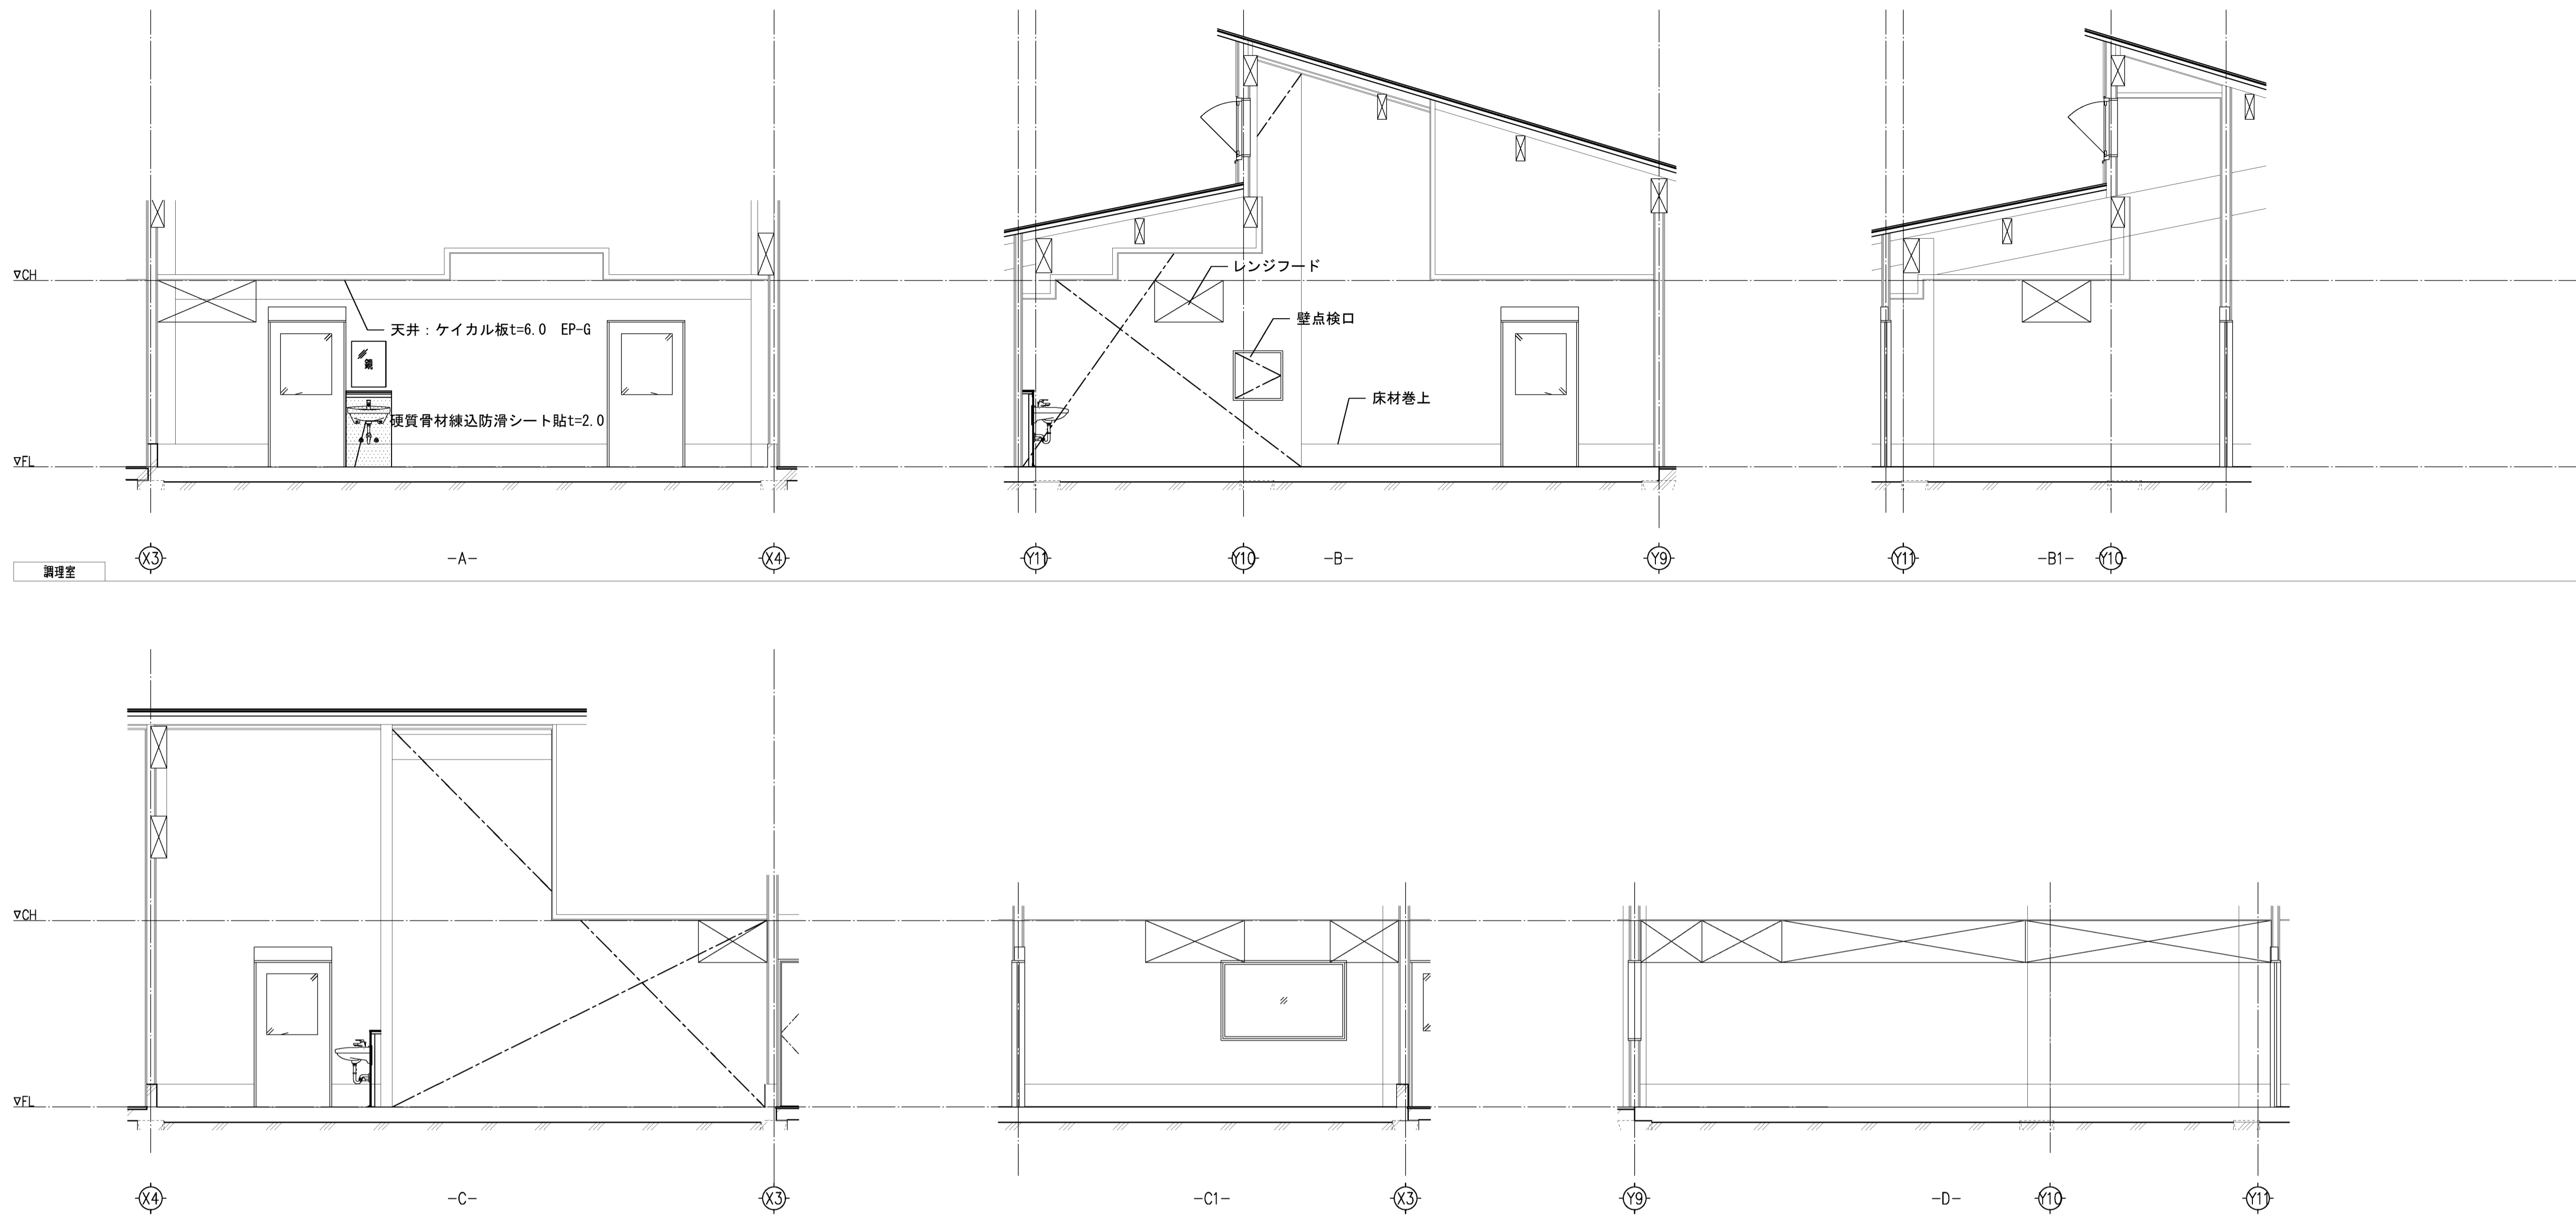 ▽CH
天井：ケイカル板t=6.0 EP-G
鏡
硬質骨材練込防滑シート貼t=2.0
▽FL
レンジフード
壁点検口
床材巻上
X3
-A-
X4
Y11
Y10
-B-
Y9
Y11
-B1-
Y10
調理室
▽CH
▽FL
X4
-C-
X3
-C1-
X3
Y9
-D-
Y10
Y11